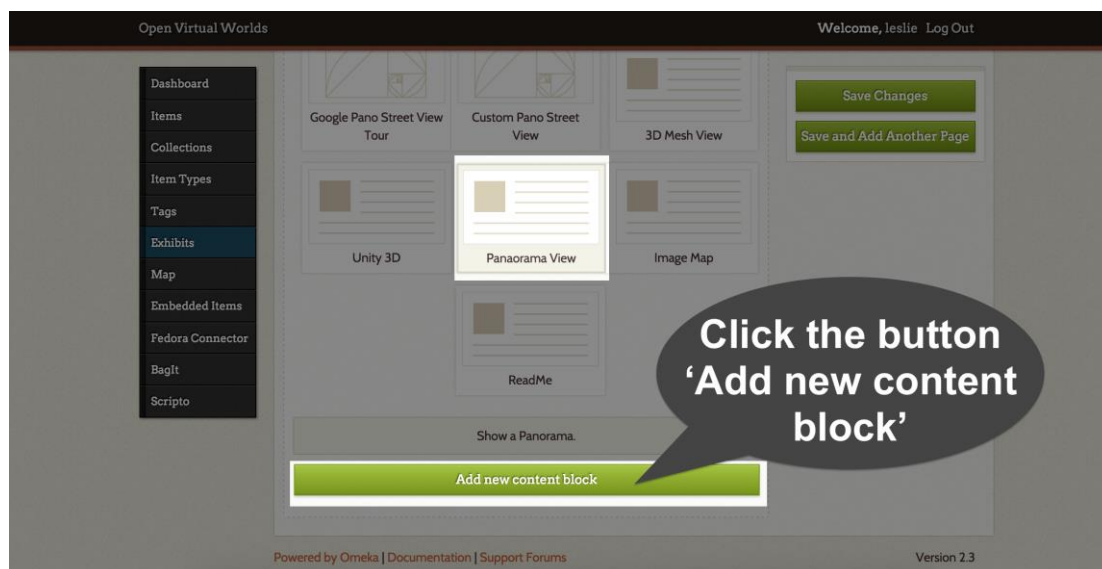 Open Virtual Worlds
Welcome, leslie Log Out
Dashboard
Items
Collections
Item Types
Tags
Exhibits
Map
Embedded Items
Fedora Connector
BagIt
Scripto
Google Pano Street View
Tour
Custom Pano Street
View
3D Mesh View
Unity 3D
Panaorama View
Image Map
ReadMe
Show a Panorama.
Add new content block
Save Changes
Save and Add Another Page
Click the button
‘Add new content
block’
Powered by Omeka | Documentation | Support Forums
Version 2.3